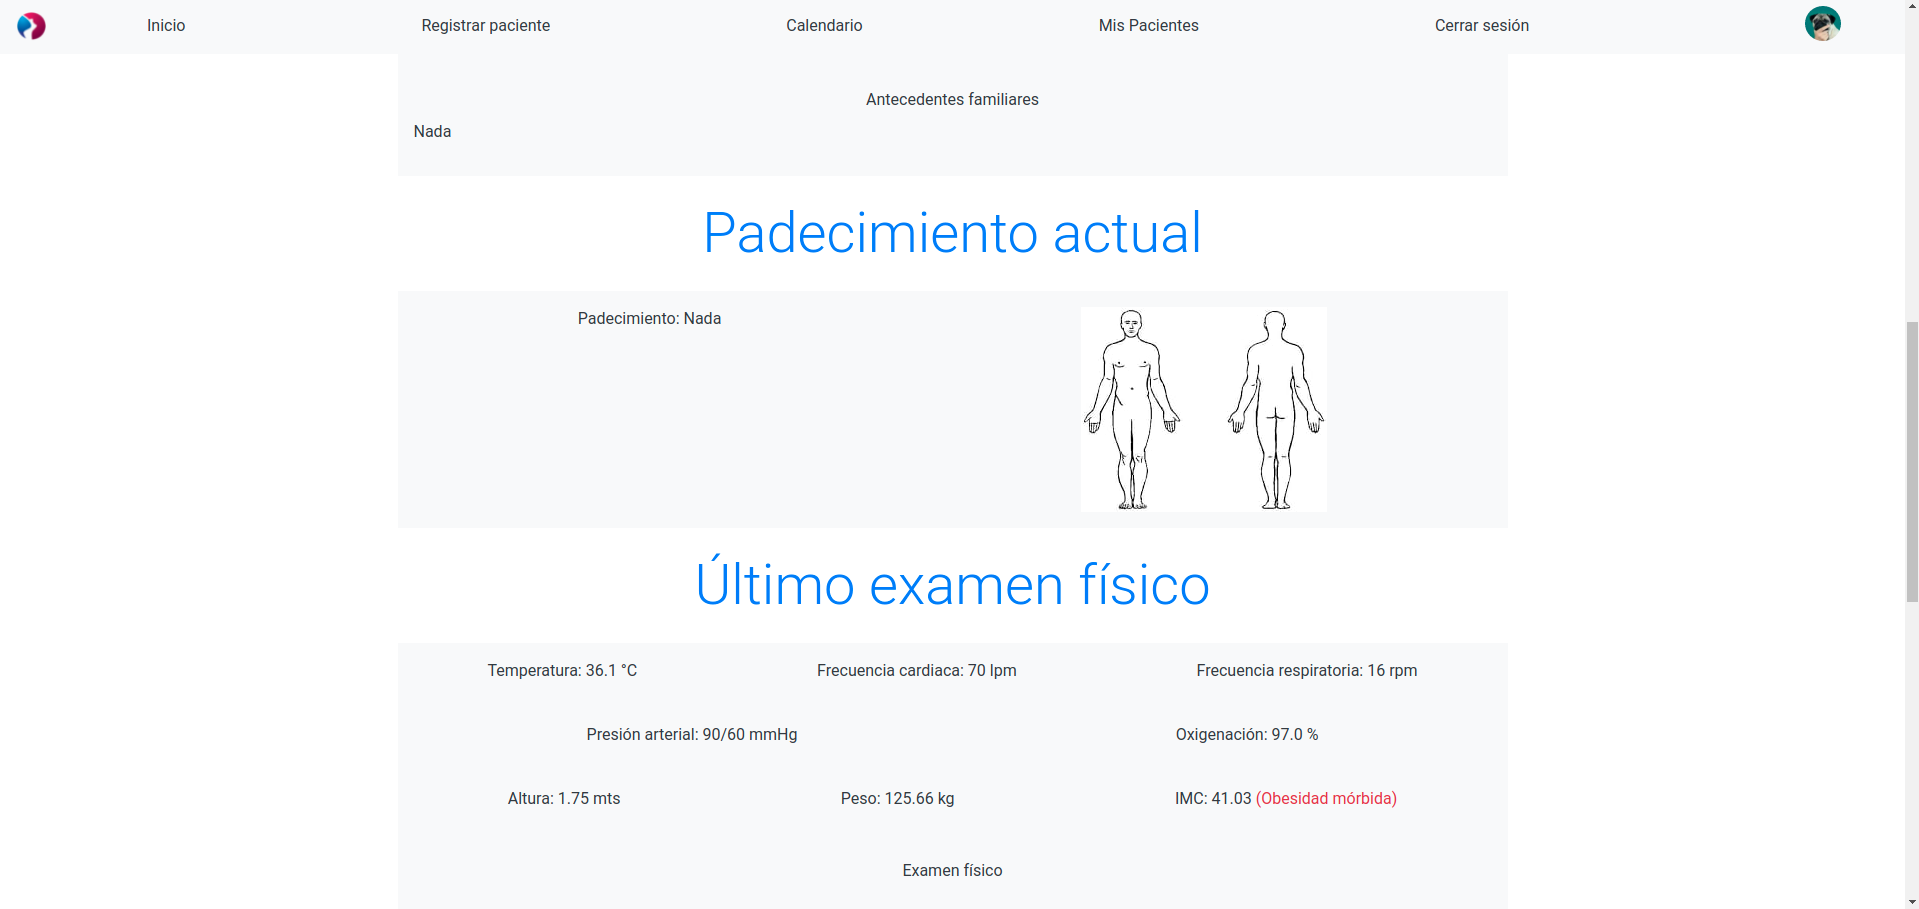 Inicio Registrar paciente Calendario Mis Pacientes Cerrar sesión
Antecedentes familiares
Nada
Padecimiento actual
Padecimiento: Nada
Último examen físico
Temperatura: 36.1 °C Frecuencia cardiaca: 70 lpm Frecuencia respiratoria: 16 rpm
Presión arterial: 90/60 mmHg Oxigenación: 97.0 %
Altura: 1.75 mts Peso: 125.66 kg IMC: 41.03 (Obesidad mórbida)
Examen físico